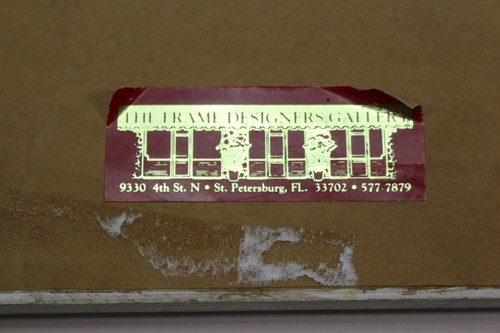 THE FRAME DESIGNERS GALLERY
9330 4th St. N • St. Petersburg, FL. 33702 • 577-7879